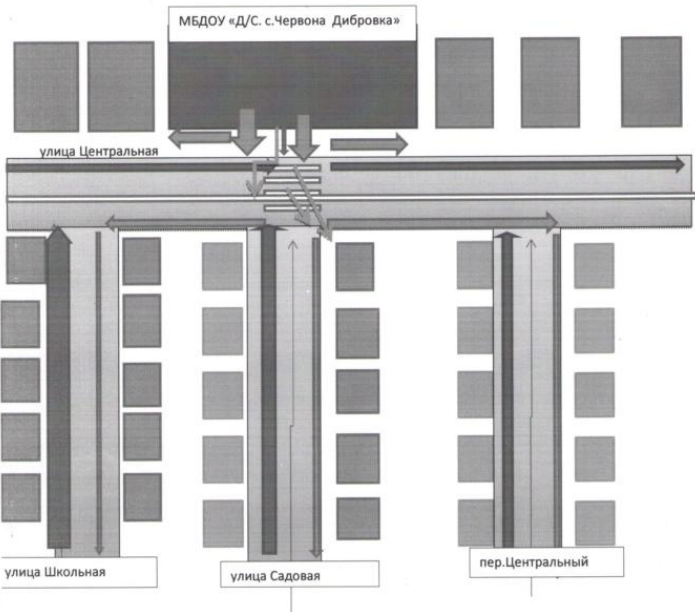 МБДОУ «Д/С. с.Червона Дибровка»
улица Центральная
улица Школьная
улица Садовая
пер.Центральный